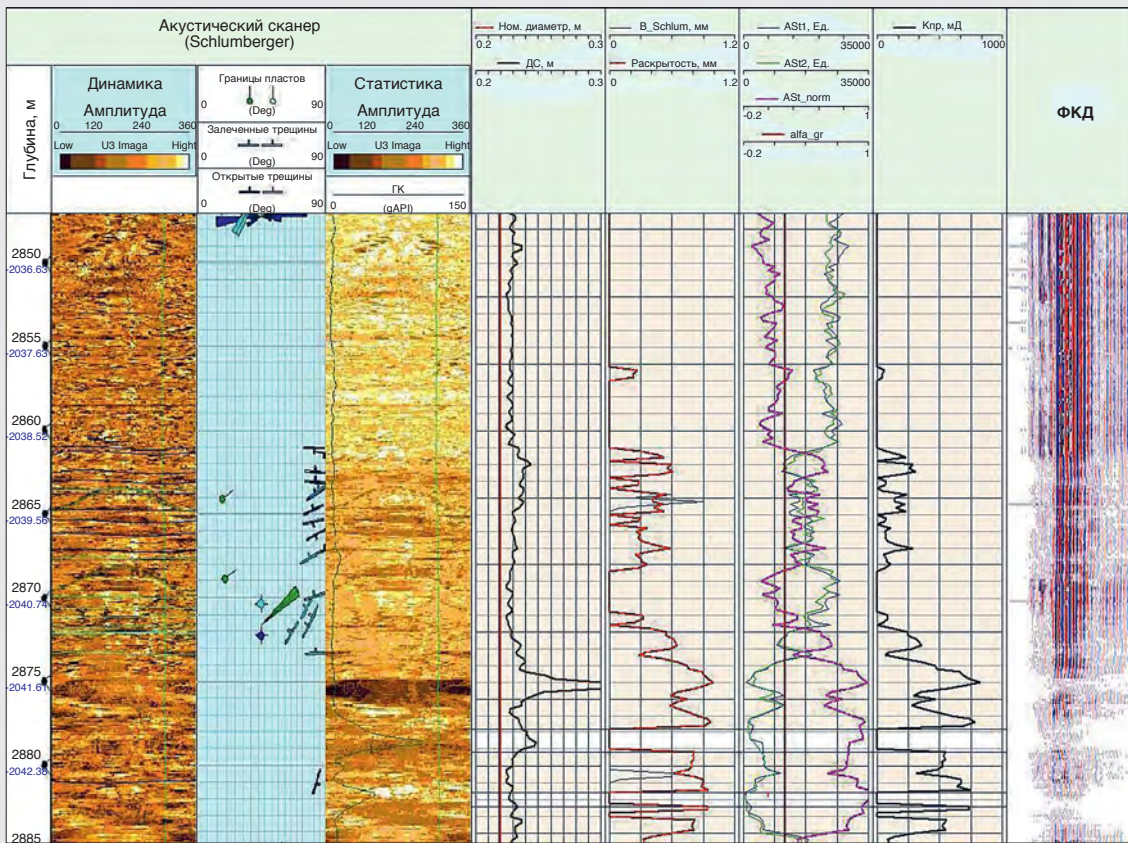 Акустический сканер
(Schlumberger)
Глубина, м
Динамика
Амплитуда
0 120 240 360
Low U3 Imaga Hight
Границы пластов
0 90
(Deg)
Залеченные трещины
0 90
(Deg)
Открытые трещины
0 90
(Deg)
Статистика
Амплитуда
0 120 240 360
Low U3 Imaga Hight
ГК
0 150
(gAPI)
Ном. диаметр, м
0.2 0.3
ДС, м
0.2 0.3
B_Schlum, мм
0 1.2
Раскрытость, мм
0 1.2
ASt1, Ед.
0 35000
ASt2, Ед.
0 35000
ASt_norm
-0.2 1
alfa_gr
-0.2 1
Кпр, мД
0 1000
ФКД
2850
-2036.63
2855
-2037.63
2860
-2038.52
2865
-2039.56
2870
-2040.74
2875
-2041.61
2880
-2042.38
2885